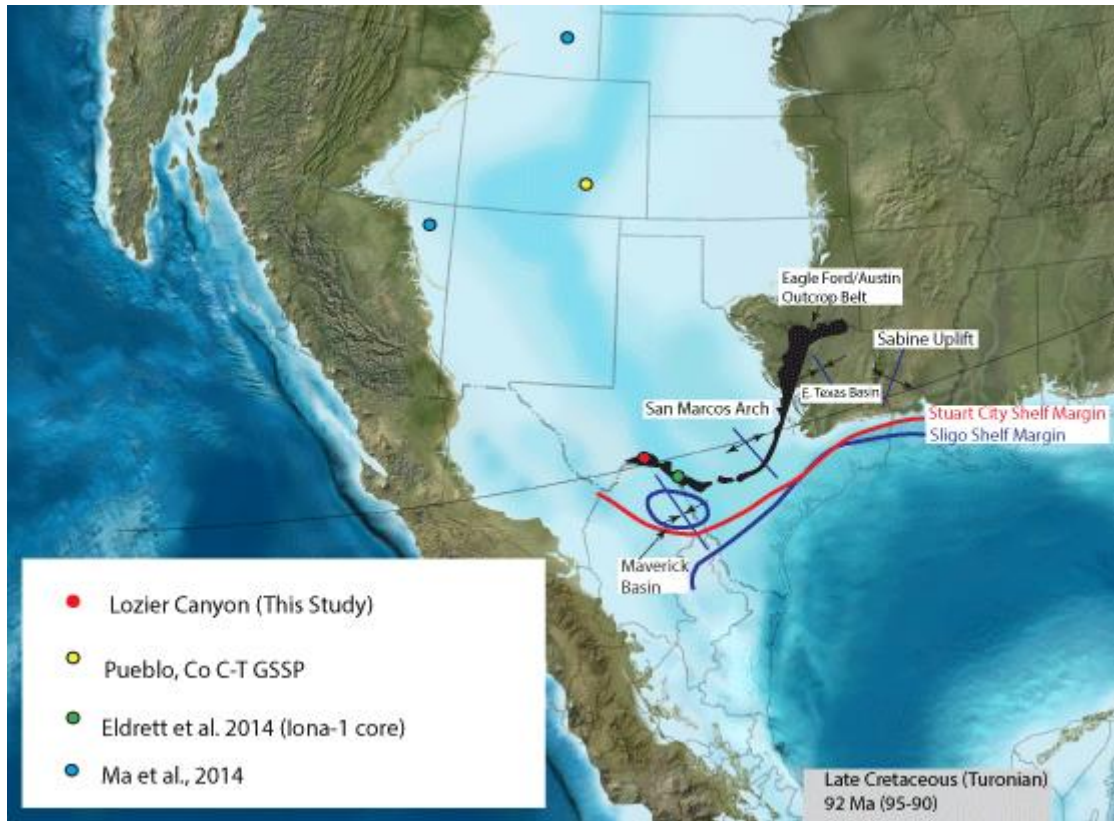 Eagle Ford/Austin
Outcrop Belt
Sabine Uplift
E. Texas Basin
San Marcos Arch
Stuart City Shelf Margin
Sligo Shelf Margin
Maverick
Basin
Lozier Canyon (This Study)
Pueblo, Co C-T GSSP
Eldrett et al. 2014 (Iona-1 core)
Ma et al., 2014
Late Cretaceous (Turonian)
92 Ma (95-90)